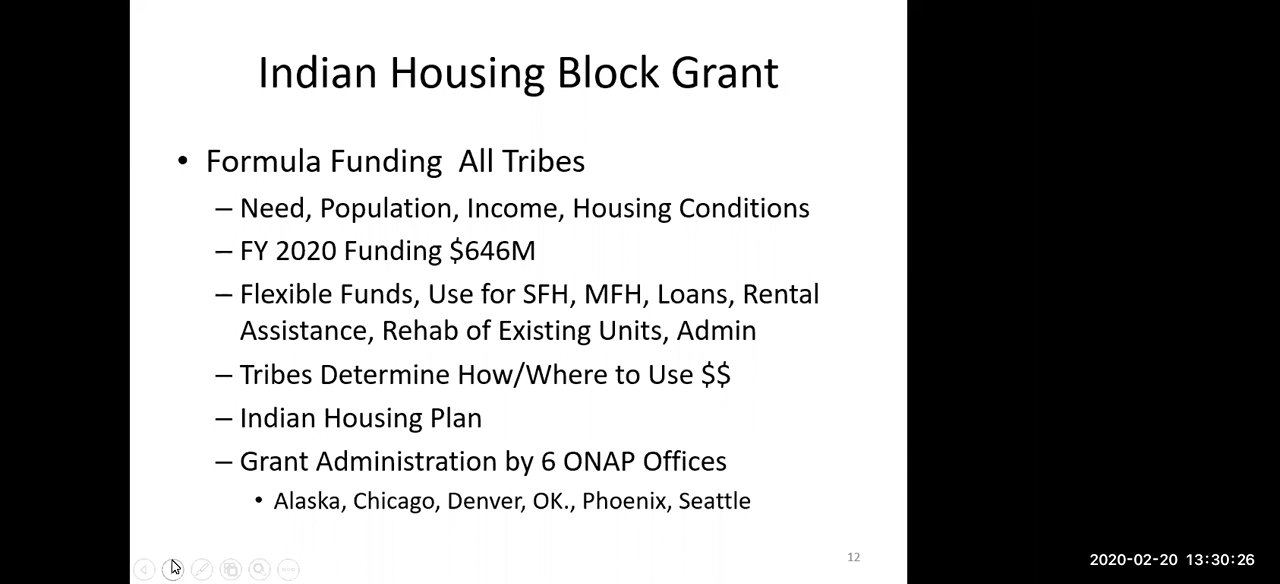 Indian Housing Block Grant
• Formula Funding  All Tribes
– Need, Population, Income, Housing Conditions
– FY 2020 Funding $646M
– Flexible Funds, Use for SFH, MFH, Loans, Rental
Assistance, Rehab of Existing Units, Admin
– Tribes Determine How/Where to Use $$
– Indian Housing Plan
– Grant Administration by 6 ONAP Offices
• Alaska, Chicago, Denver, OK., Phoenix, Seattle
12
2020-02-20 13:30:26